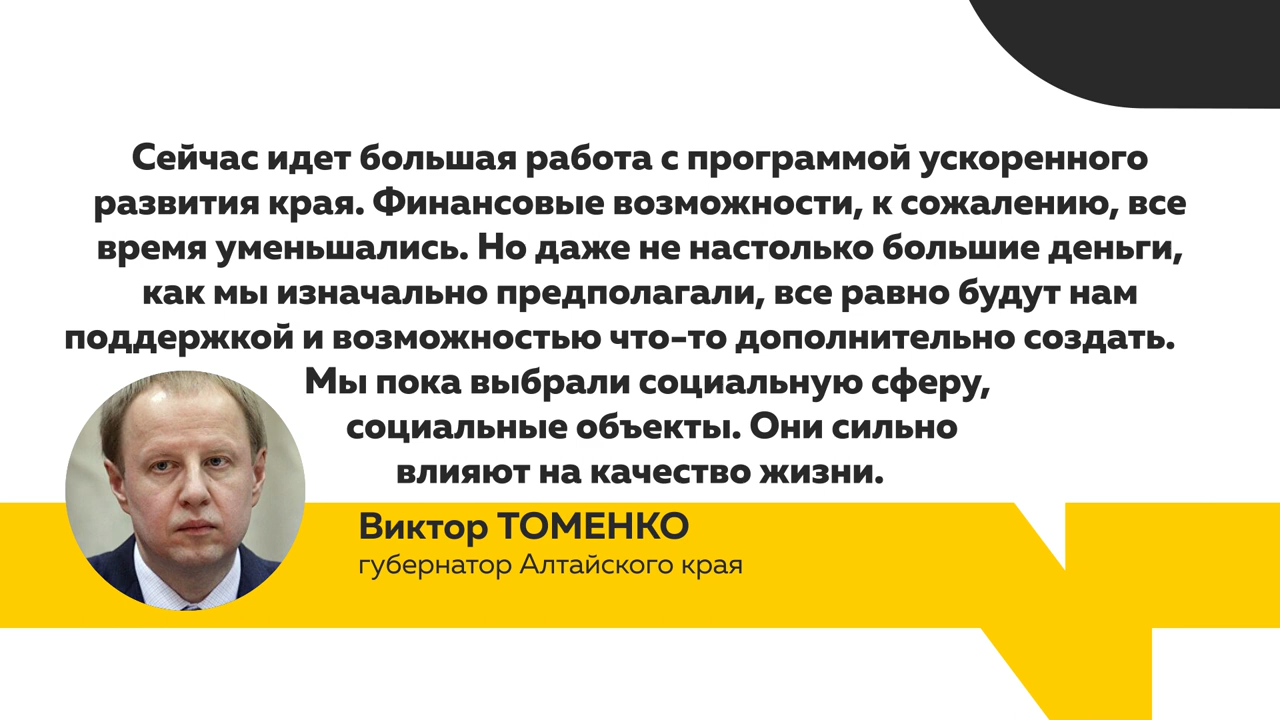 Сейчас идет большая работа с программой ускоренного
развития края. Финансовые возможности, к сожалению, все
время уменьшались. Но даже не настолько большие деньги,
как мы изначально предполагали, все равно будут нам
поддержкой и возможностью что-то дополнительно создать.
Мы пока выбрали социальную сферу,
социальные объекты. Они сильно
влияют на качество жизни.
Виктор ТОМЕНКО
губернатор Алтайского края